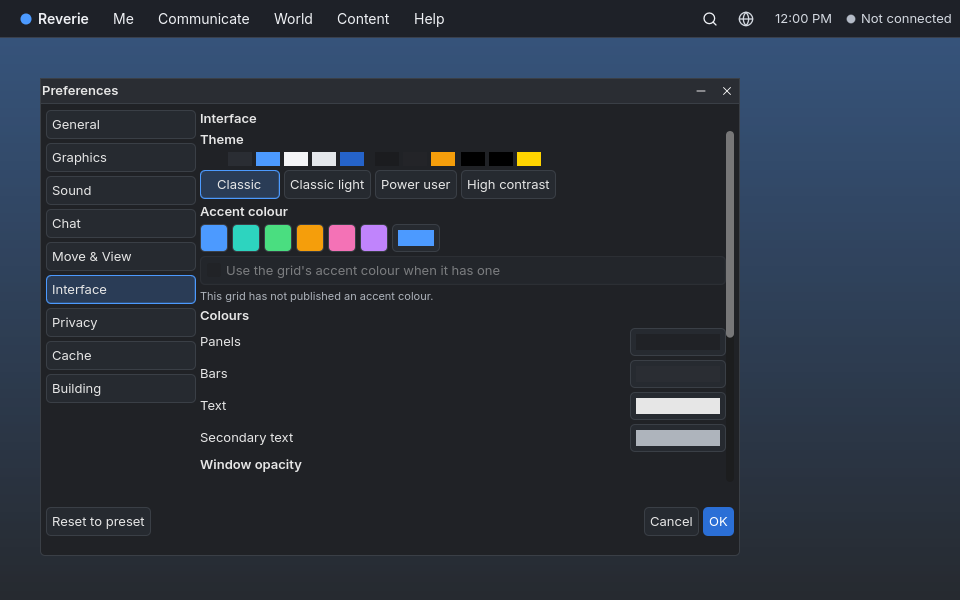 Reverie Me Communicate World Content Help 12:00 PM Not connected
Preferences
General
Graphics
Sound
Chat
Move & View
Interface
Privacy
Cache
Building
Interface
Theme
Classic Classic light Power user High contrast
Accent colour
Use the grid's accent colour when it has one
This grid has not published an accent colour.
Colours
Panels
Bars
Text
Secondary text
Window opacity
Reset to preset Cancel OK